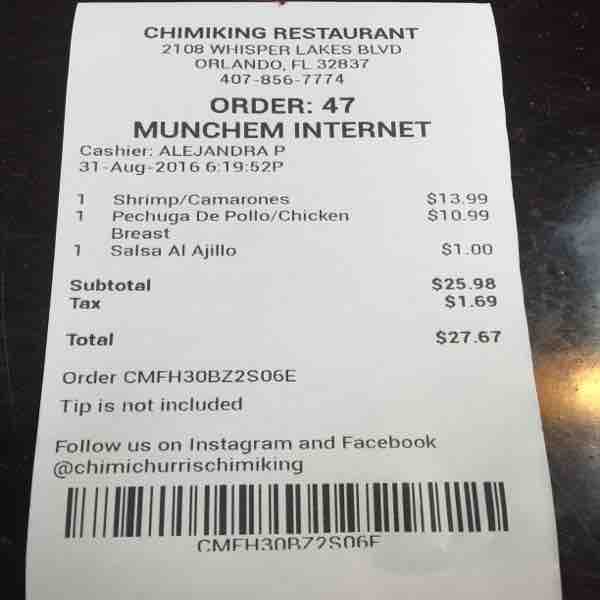 CHIMIKING RESTAURANT
2108 WHISPER LAKES BLVD
ORLANDO, FL 32837
407-856-7774
ORDER: 47
MUNCHEM INTERNET
Cashier: ALEJANDRA P
31-Aug-2016 6:19:52P
1 Shrimp/Camarones $13.99
1 Pechuga De Pollo/Chicken $10.99
Breast
1 Salsa Al Ajillo $1.00
Subtotal $25.98
Tax $1.69
Total $27.67
Order CMFH30BZ2S06E
Tip is not included
Follow us on Instagram and Facebook
@chimichurrischimiking
CMFH30BZ2S06E